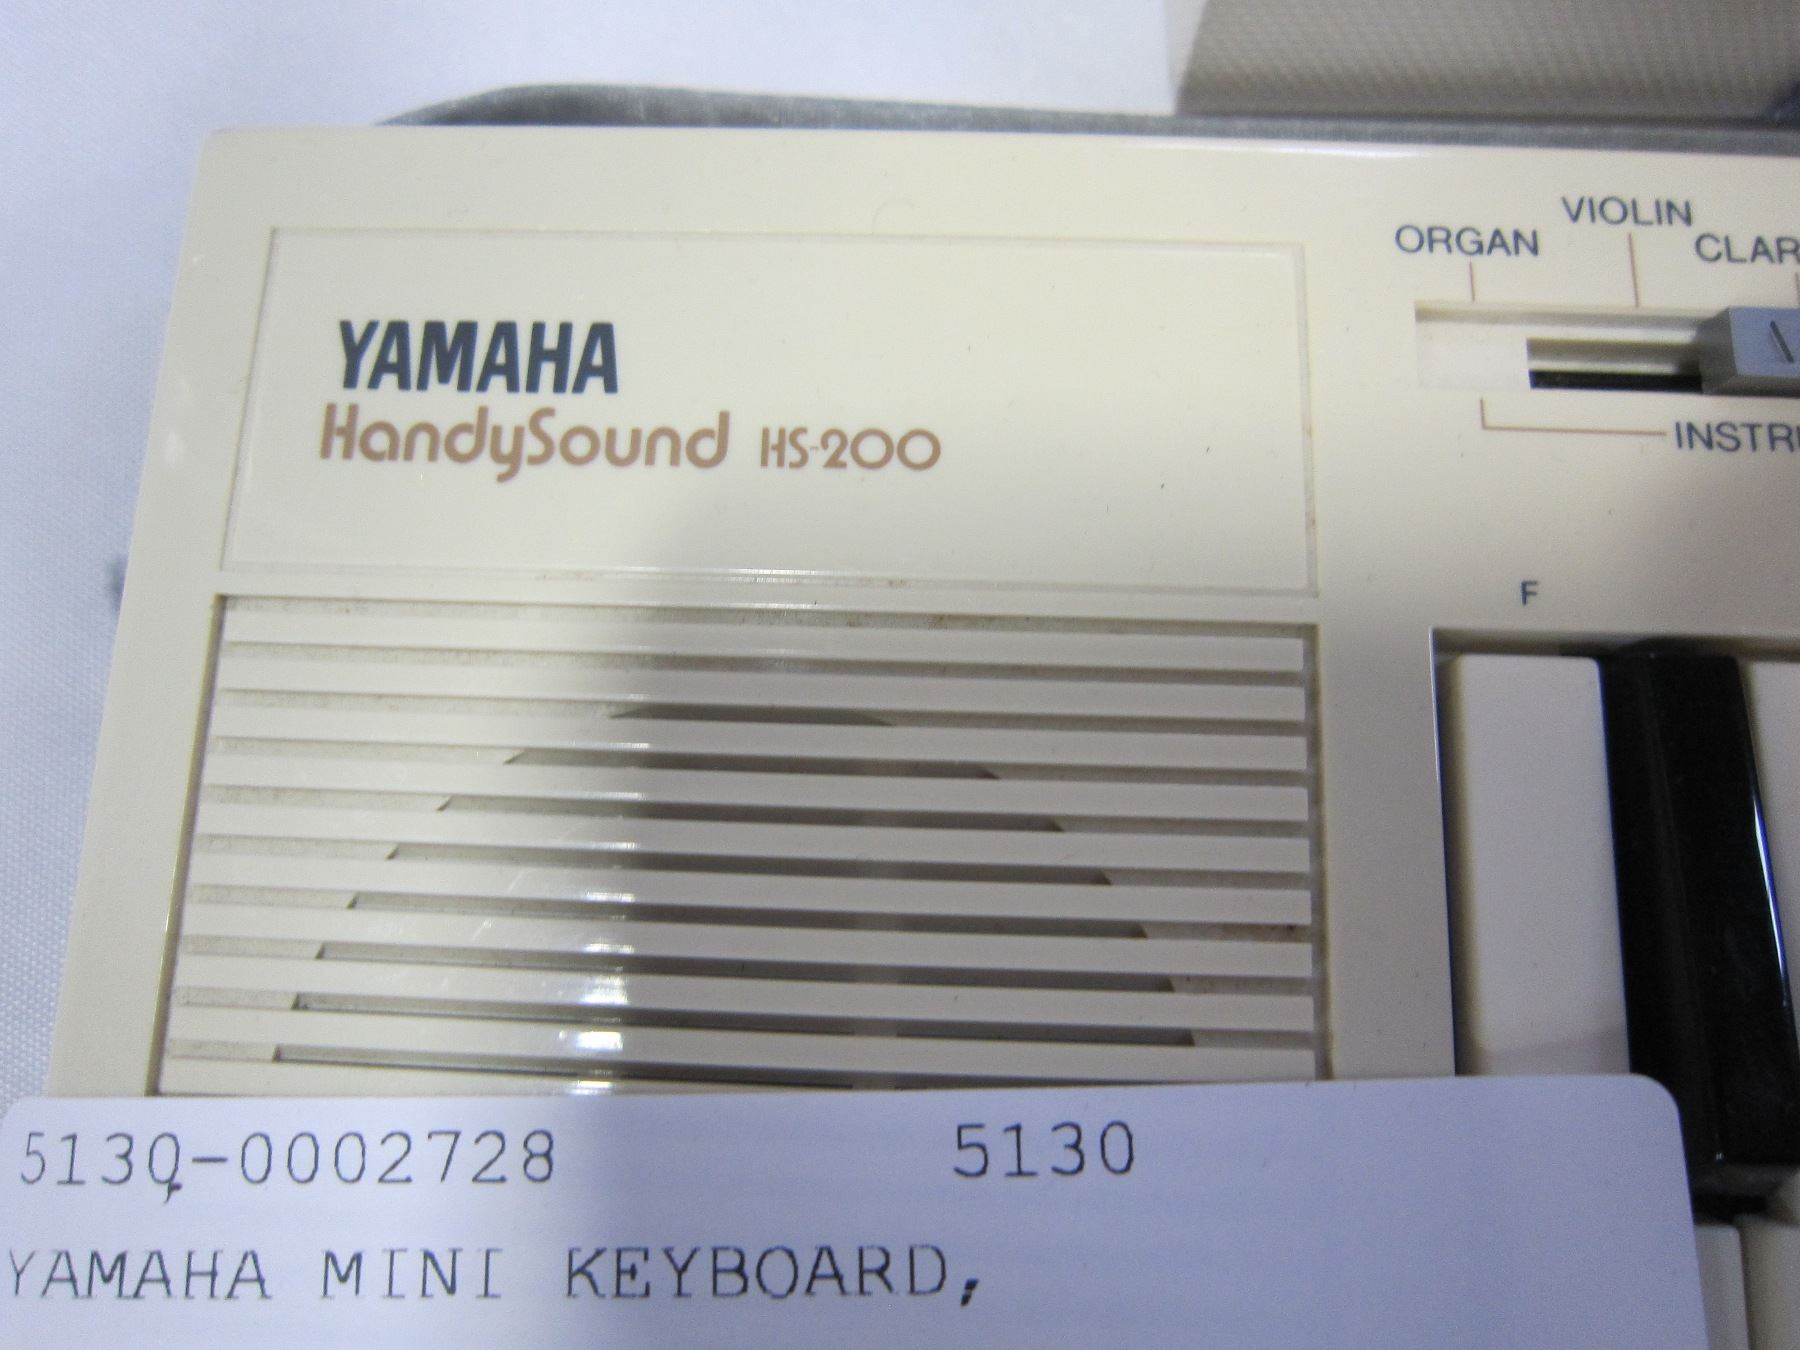 VIOLIN
ORGAN
YAMAHA
HandySound HS-200
F
5130-0002728 5130
YAMAHA MINI KEYBOARD,